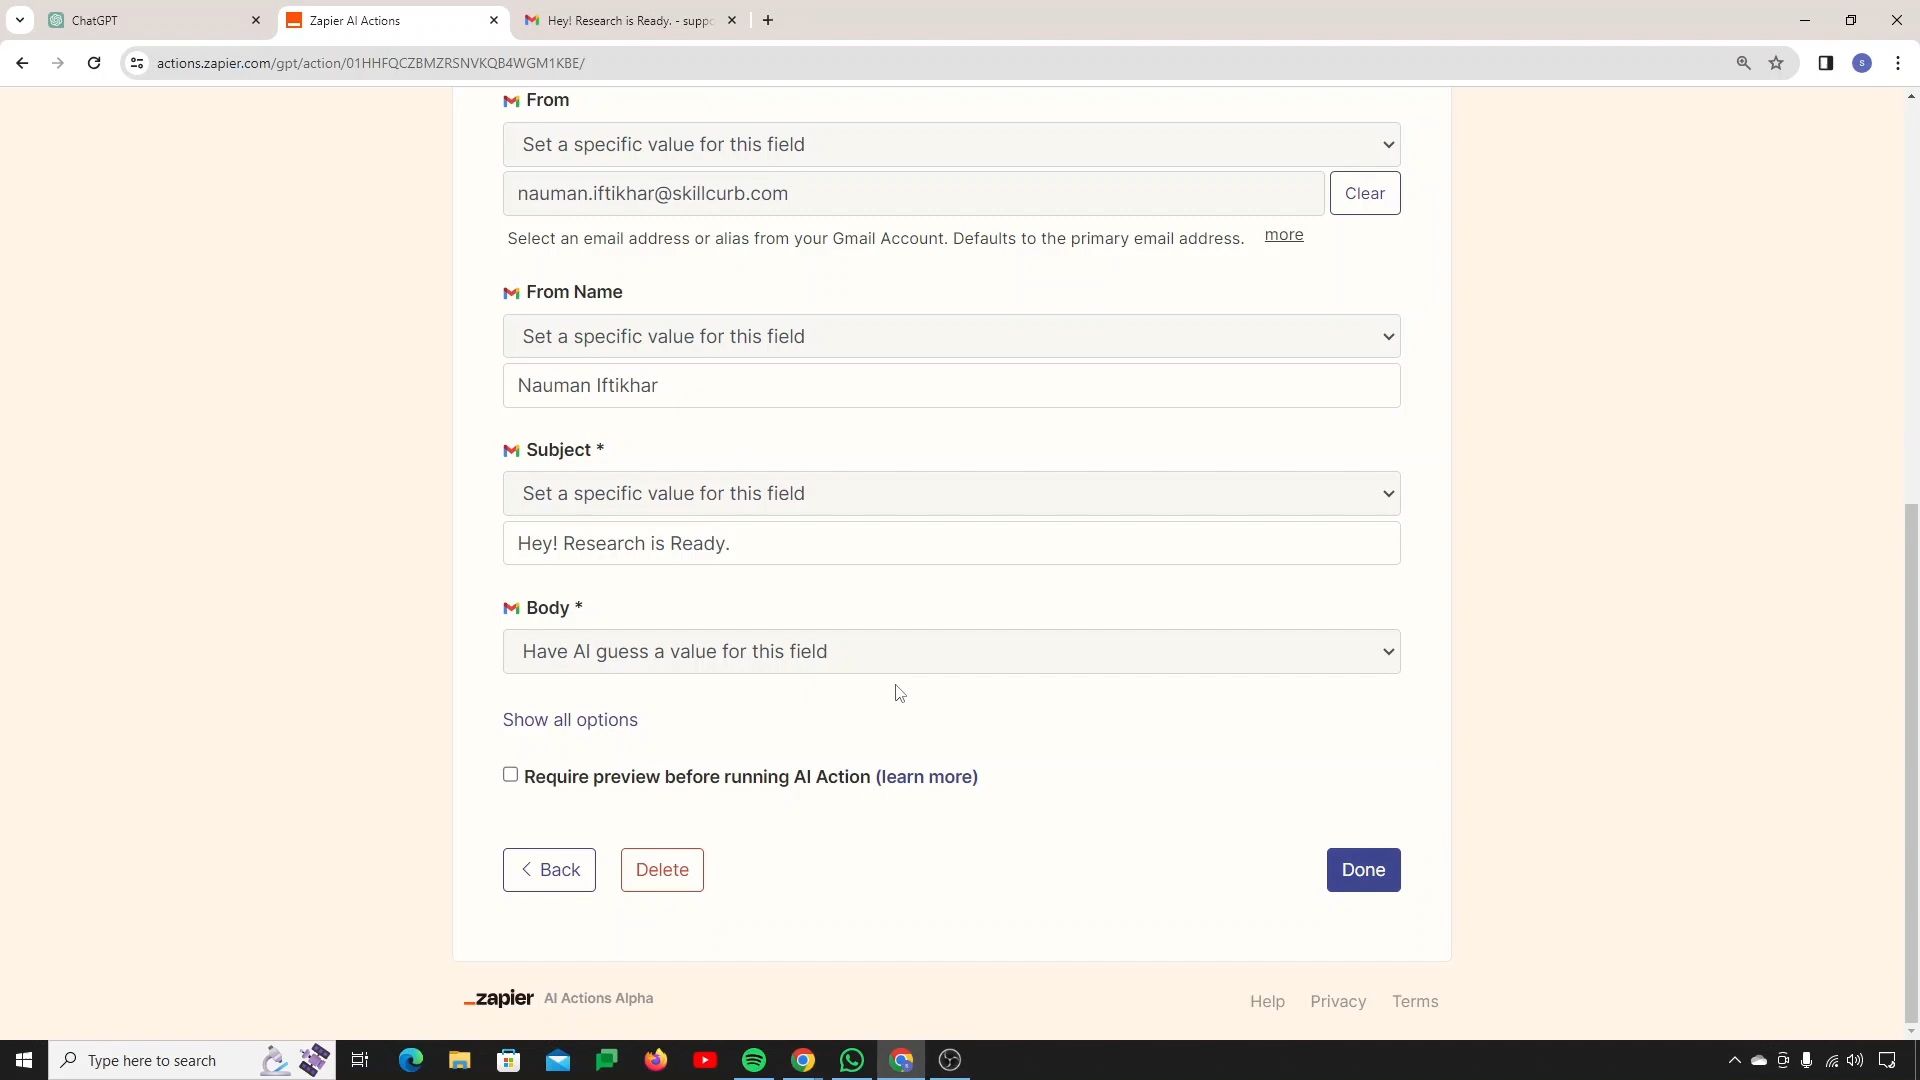 ChatGPT
Zapier AI Actions
Hey! Research is Ready. - suppo
actions.zapier.com/gpt/action/01HHFQCZBMZRSNVKQB4WGM1KBE/
S
From
Set a specific value for this field
nauman.iftikhar@skillcurb.com
Clear
Select an email address or alias from your Gmail Account. Defaults to the primary email address. more
From Name
Set a specific value for this field
Nauman Iftikhar
Subject *
Set a specific value for this field
Hey! Research is Ready.
Body *
Have AI guess a value for this field
Show all options
Require preview before running AI Action (learn more)
Back
Delete
Done
_zapier AI Actions Alpha
Help Privacy Terms
Type here to search